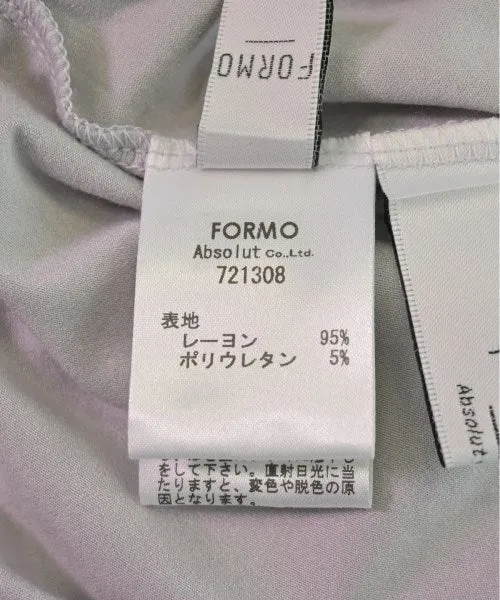 FORMO
FORMO
Absolut Co.,Ltd.
721308
表地
レーヨン 95%
ポリウレタン 5%
をして下さい。直射日光に当
たりますと、変色や脱色の原
因となります。
Absolut